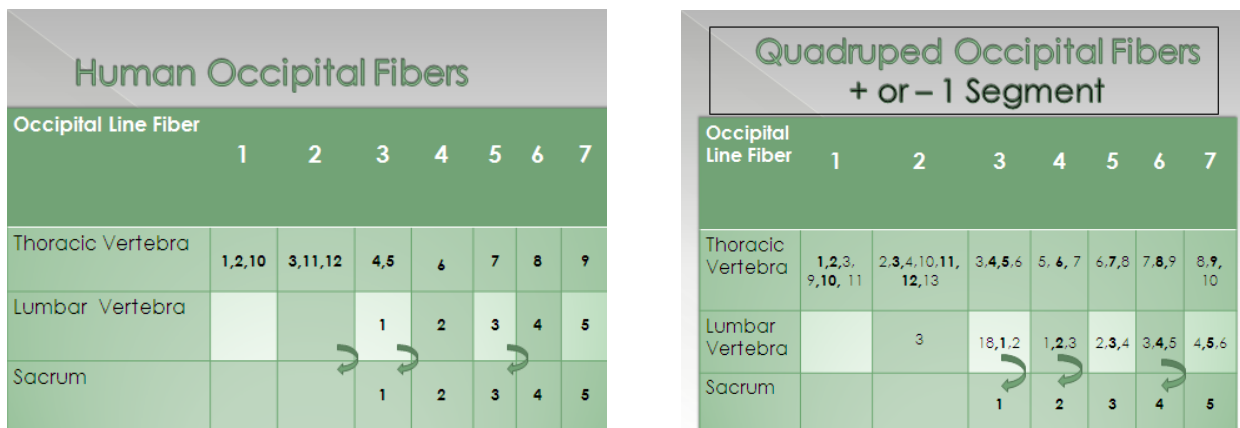 Human Occipital Fibers
Occipital Line Fiber 1 2 3 4 5 6 7
Thoracic Vertebra 1,2,10 3,11,12 4,5 6 7 8 9
Lumbar Vertebra 1 2 3 4 5
Sacrum 1 2 3 4 5
Quadruped Occipital Fibers
+ or – 1 Segment
Occipital
Line Fiber 1 2 3 4 5 6 7
Thoracic
Vertebra 1,2,3, 2,3,4,10,11, 3,4,5,6 5, 6, 7 6,7,8 7,8,9 8,9,
9,10, 11 12,13 10
Lumbar
Vertebra 3 18,1,2 1,2,3 2,3,4 3,4,5 4,5,6
Sacrum 1 2 3 4 5